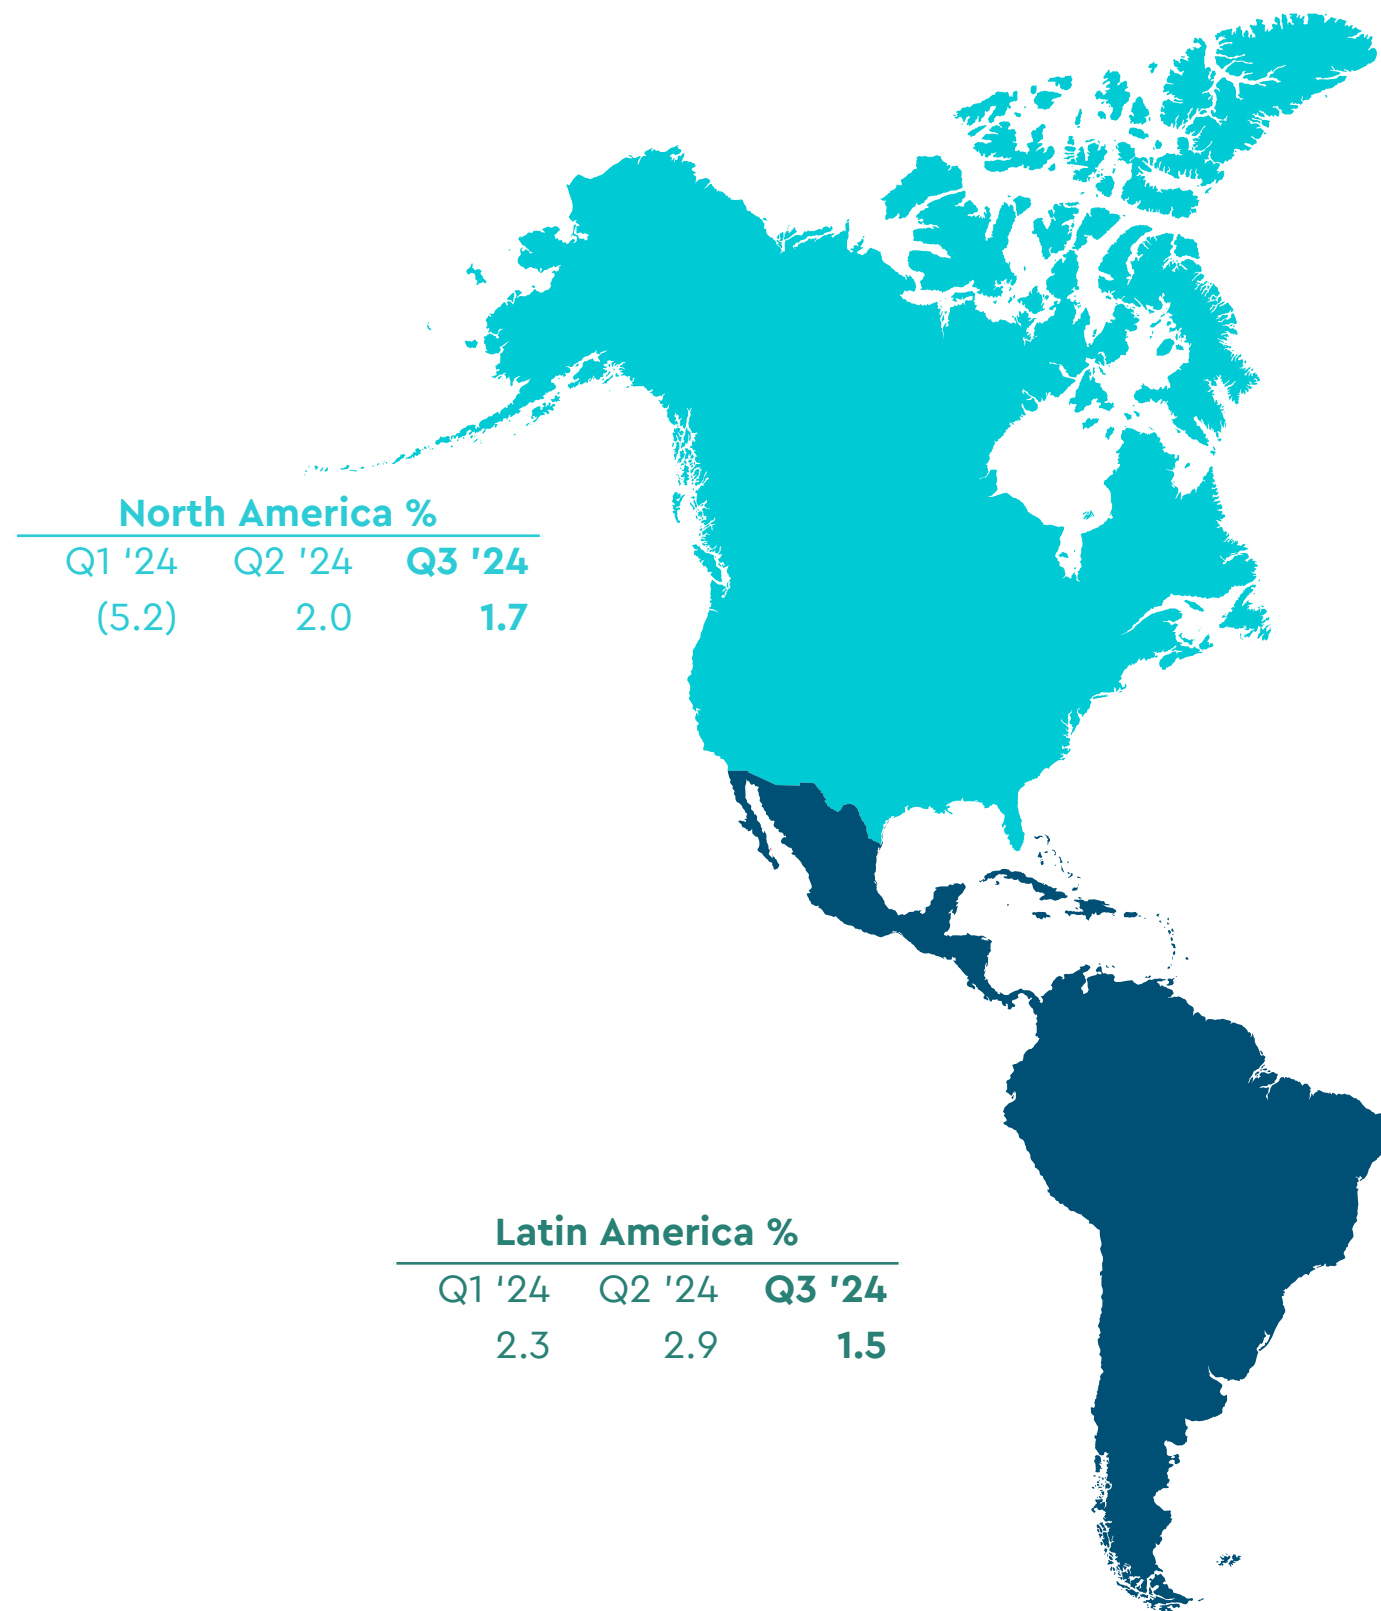 North America %
Q1 ‘24 Q2 ’24 Q3 ’24
(5.2) 2.0 1.7
Latin America %
Q1 ‘24 Q2 ’24 Q3 ’24
2.3 2.9 1.5